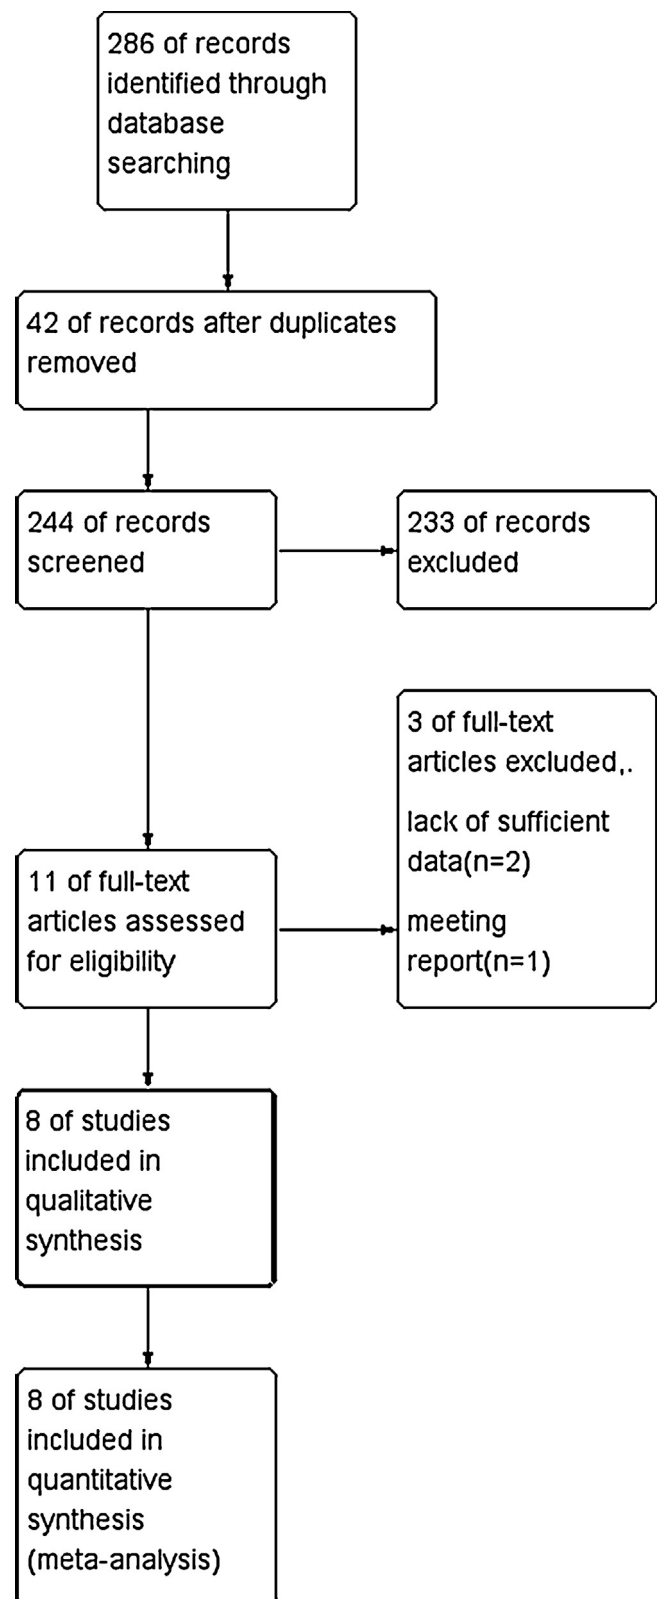 286 of records
identified through
database
searching
42 of records after duplicates
removed
244 of records
screened
233 of records
excluded
3 of full-text
articles excluded,.
lack of sufficient
data(n=2)
meeting
report(n=1)
11 of full-text
articles assessed
for eligibility
8 of studies
included in
qualitative
synthesis
8 of studies
included in
quantitative
synthesis
(meta-analysis)